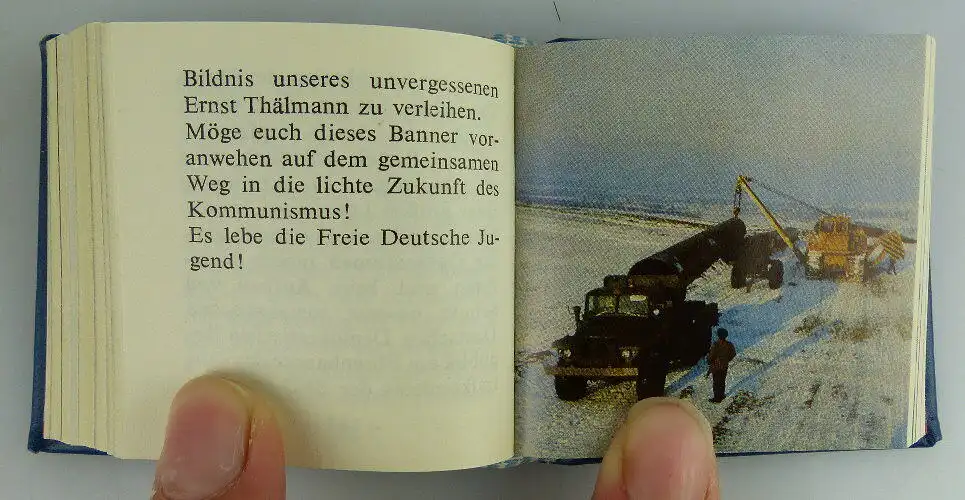 Bildnis unseres unvergessenen
Ernst Thälmann zu verleihen.
Möge euch dieses Banner vor-
anwehen auf dem gemeinsamen
Weg in die lichte Zukunft des
Kommunismus!
Es lebe die Freie Deutsche Ju-
gend!